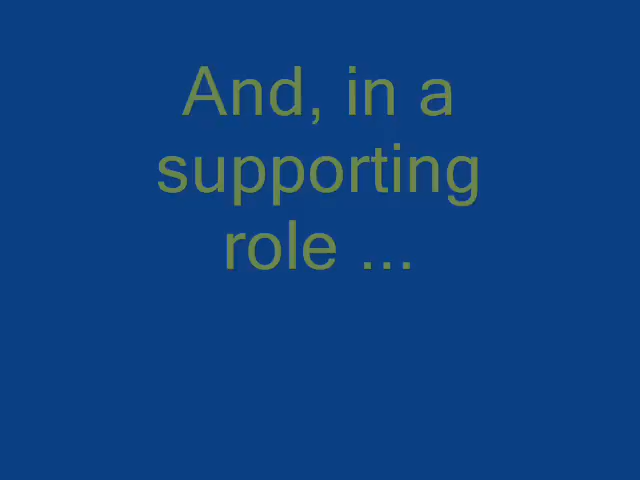 And, in a
supporting
role ...